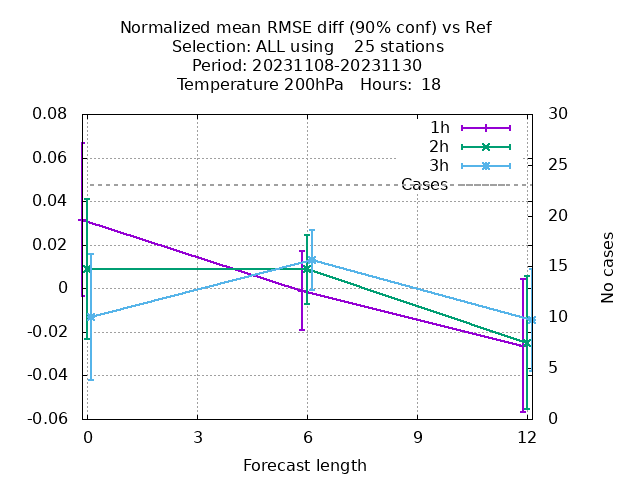 Normalized mean RMSE diff (90% conf) vs Ref
Selection: ALL using    25 stations
Period: 20231108-20231130
Temperature 200hPa   Hours:  18
0.08
0.06
0.04
0.02
0
-0.02
-0.04
-0.06
30
25
20
15
10
5
0
1h
2h
3h
Cases
No cases
0
3
6
9
12
Forecast length